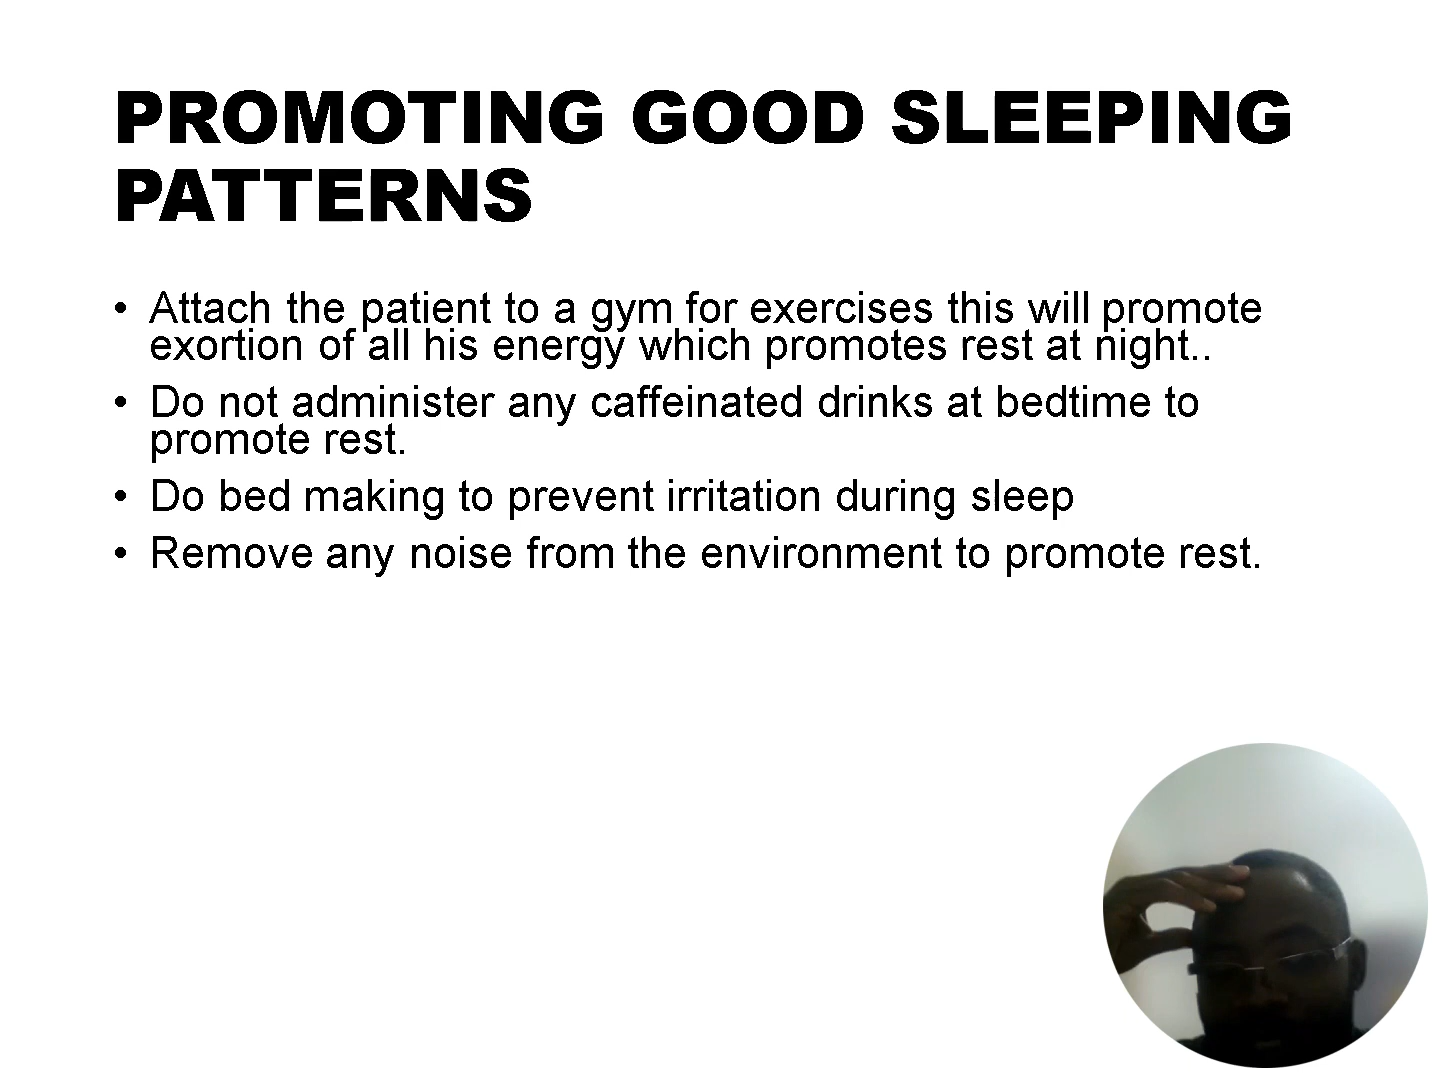 PROMOTING GOOD SLEEPING
PATTERNS
• Attach the patient to a gym for exercises this will promote
exortion of all his energy which promotes rest at night..
• Do not administer any caffeinated drinks at bedtime to
promote rest.
• Do bed making to prevent irritation during sleep
• Remove any noise from the environment to promote rest.